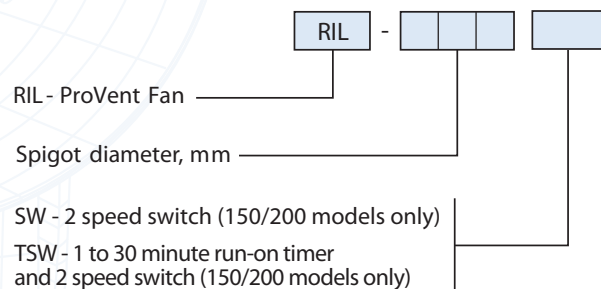 RIL -
RIL - ProVent Fan
Spigot diameter, mm
SW - 2 speed switch (150/200 models only)
TSW - 1 to 30 minute run-on timer
and 2 speed switch (150/200 models only)